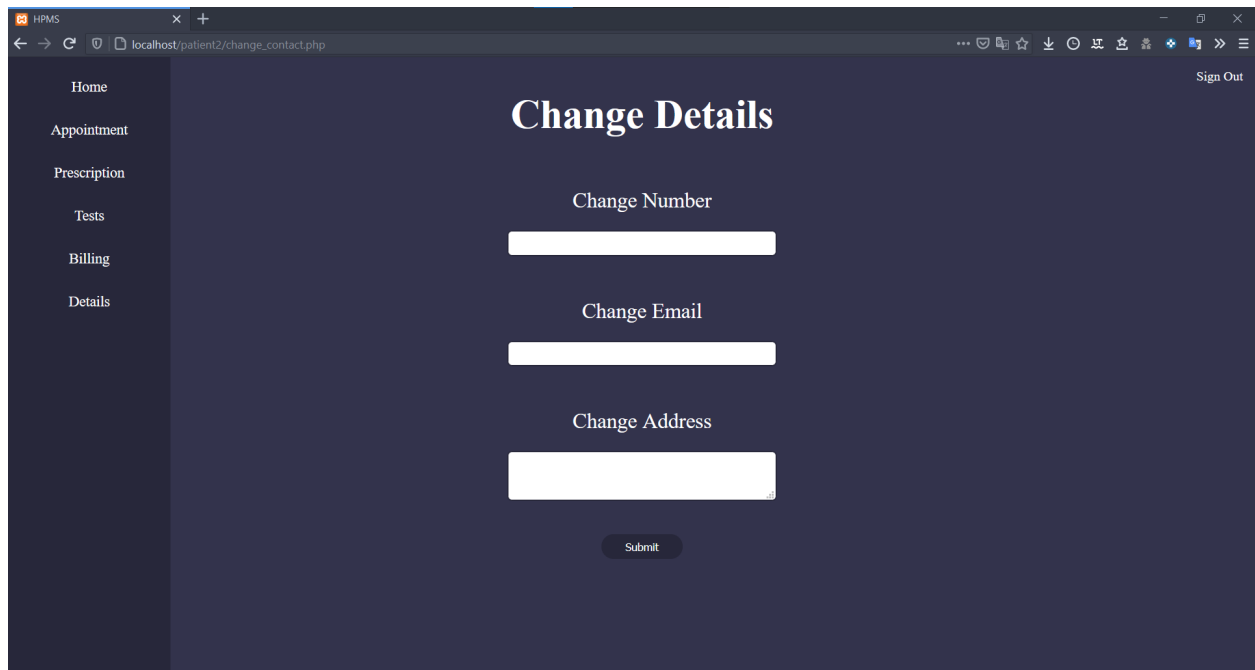 HPMS
localhost/patient2/change_contact.php
Sign Out
Home
Appointment
Prescription
Tests
Billing
Details
Change Details
Change Number
Change Email
Change Address
Submit